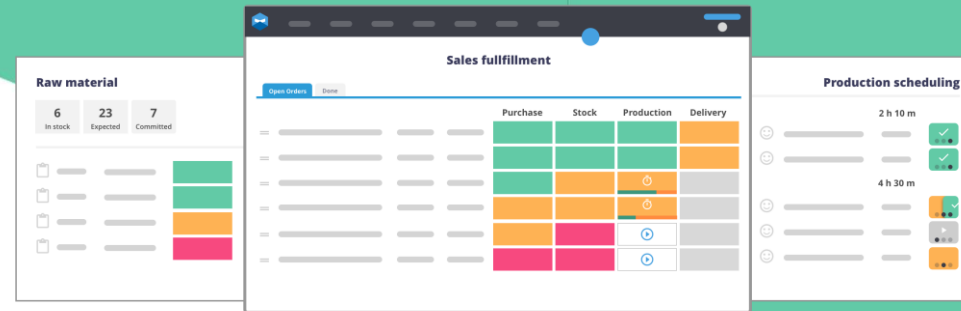 Sales fullfillment
Raw material
6 23 7
In stock Expected Committed
Open Orders Done
Purchase Stock Production Delivery
Production scheduling
2 h 10 m
4 h 30 m